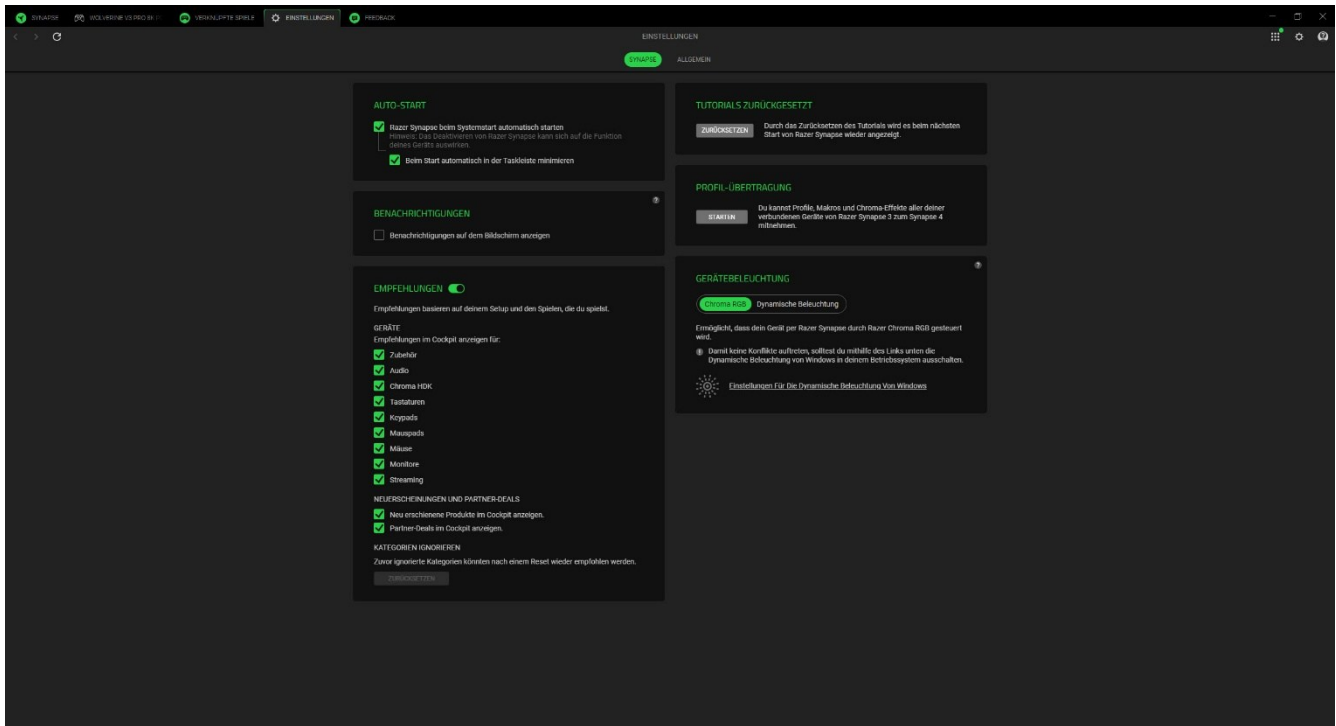 SYNAPSE
WOLVERINE V3 PRO 8K P
VERKNÜPFTE SPIELE
EINSTELLUNGEN
FEEDBACK
EINSTELLUNGEN
SYNAPSE
ALLGEMEIN
AUTO-START
Razer Synapse beim Systemstart automatisch starten
Hinweis: Das Deaktivieren von Razer Synapse kann sich auf die Funktion
deines Geräts auswirken.
Beim Start automatisch in der Taskleiste minimieren
BENACHRICHTIGUNGEN
Benachrichtigungen auf dem Bildschirm anzeigen
EMPFEHLUNGEN
Empfehlungen basieren auf deinem Setup und den Spielen, die du spielst.
GERÄTE
Empfehlungen im Cockpit anzeigen für:
Zubehör
Audio
Chroma HDK
Tastaturen
Keypads
Mauspads
Mäuse
Monitore
Streaming
NEUERSCHEINUNGEN UND PARTNER-DEALS
Neu erschienene Produkte im Cockpit anzeigen.
Partner-Deals im Cockpit anzeigen.
KATEGORIEN IGNORIEREN
Zuvor ignorierte Kategorien könnten nach einem Reset wieder empfohlen werden.
ZURÜCKSETZEN
TUTORIALS ZURÜCKGESETZT
ZURÜCKSETZEN
Durch das Zurücksetzen des Tutorials wird es beim nächsten
Start von Razer Synapse wieder angezeigt.
PROFIL-ÜBERTRAGUNG
STARTEN
Du kannst Profile, Makros und Chroma-Effekte aller deiner
verbundenen Geräte von Razer Synapse 3 zum Synapse 4
mitnehmen.
GERÄTEBELEUCHTUNG
Chroma RGB
Dynamische Beleuchtung
Ermöglicht, dass dein Gerät per Razer Synapse durch Razer Chroma RGB gesteuert
wird.
Damit keine Konflikte auftreten, solltest du mithilfe des Links unten die
Dynamische Beleuchtung von Windows in deinem Betriebssystem ausschalten.
Einstellungen Für Die Dynamische Beleuchtung Von Windows